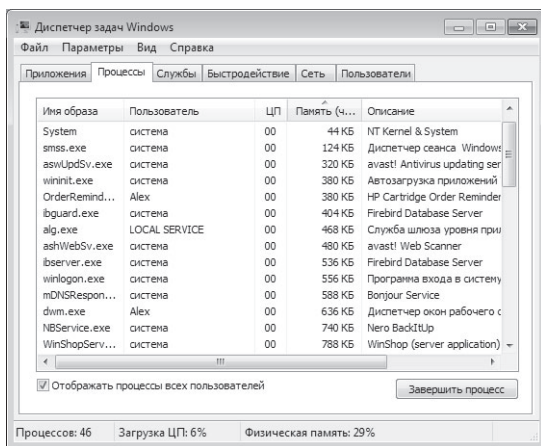 Диспетчер задач Windows
Файл Параметры Вид Справка
Приложения Процессы Службы Быстродействие Сеть Пользователи
Имя образа Пользователь ЦП Память (ч... Описание
System система 00 44 КБ NT Kernel & System
smss.exe система 00 124 КБ Диспетчер сеанса Windows
aswUpdSv.exe система 00 320 КБ avast! Antivirus updating ser
wininit.exe система 00 380 КБ Автозагрузка приложений
OrderRemind... Alex 00 380 КБ HP Cartridge Order Reminder
ibguard.exe система 00 404 КБ Firebird Database Server
alg.exe LOCAL SERVICE 00 468 КБ Служба шлюза уровня прил
ashWebSv.exe система 00 480 КБ avast! Web Scanner
ibserver.exe система 00 536 КБ Firebird Database Server
winlogon.exe система 00 556 КБ Программа входа в систему
mDNSRespon... система 00 588 КБ Bonjour Service
dwm.exe Alex 00 636 КБ Диспетчер окон рабочего с
NBService.exe система 00 740 КБ Nero BackItUp
WinShopServ... система 00 788 КБ WinShop (server application)
Отображать процессы всех пользователей Завершить процесс
Процессов: 46 Загрузка ЦП: 6% Физическая память: 29%